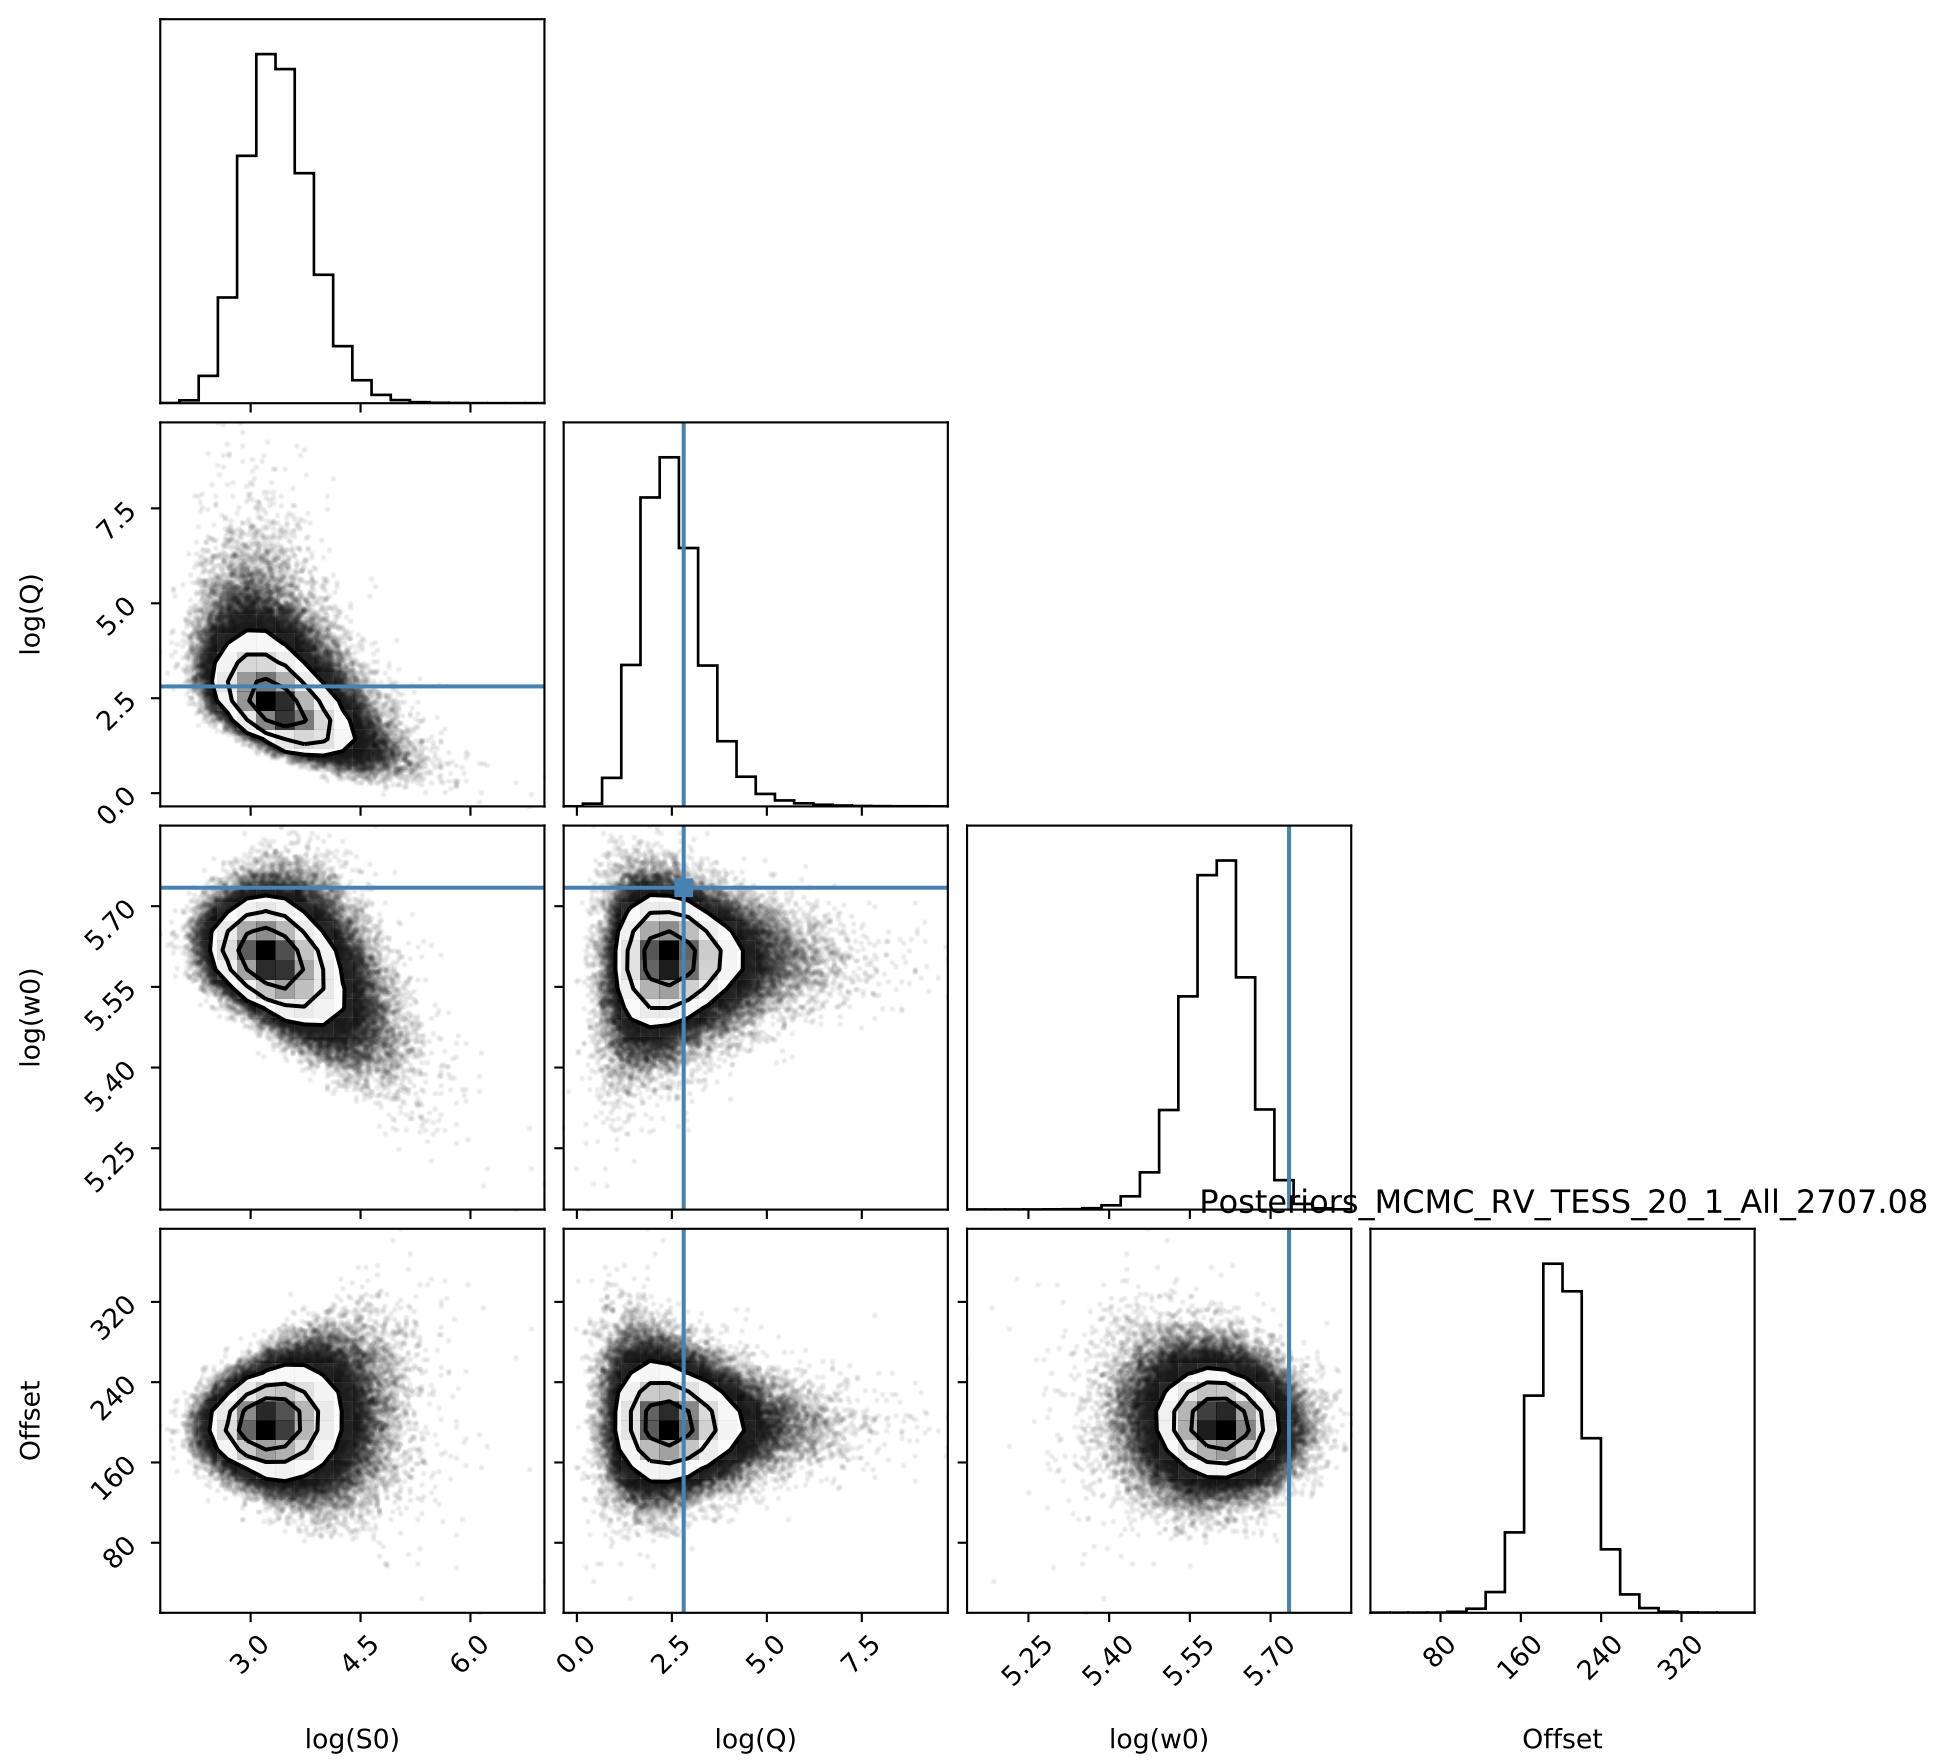 log(Q)
7.5
5.0
2.5
0.0
log(w0)
5.70
5.55
5.40
5.25
Posteriors_MCMC_RV_TESS_20_1_All_2707.08
Offset
320
240
160
80
3.0 4.5 6.0 0.0 2.5 5.0 7.5 5.25 5.40 5.55 5.70 80 160 240 320
log(S0) log(Q) log(w0) Offset